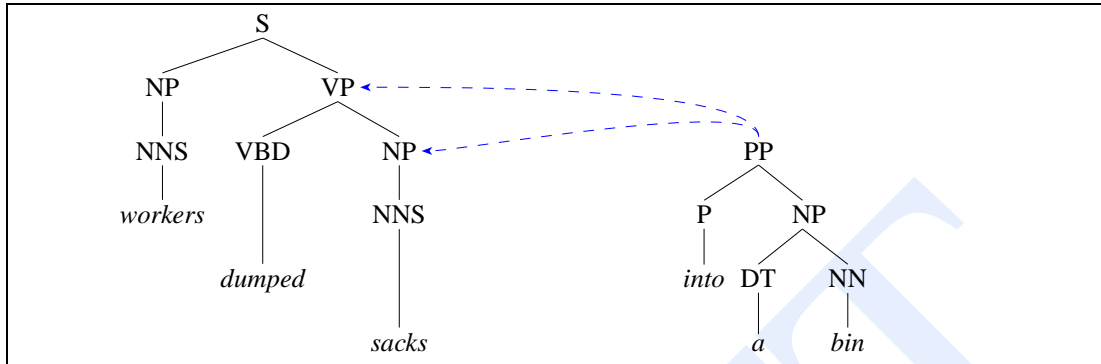 S
NP VP
NNS VBD NP PP
workers NNS P NP
dumped into DT NN
sacks a bin